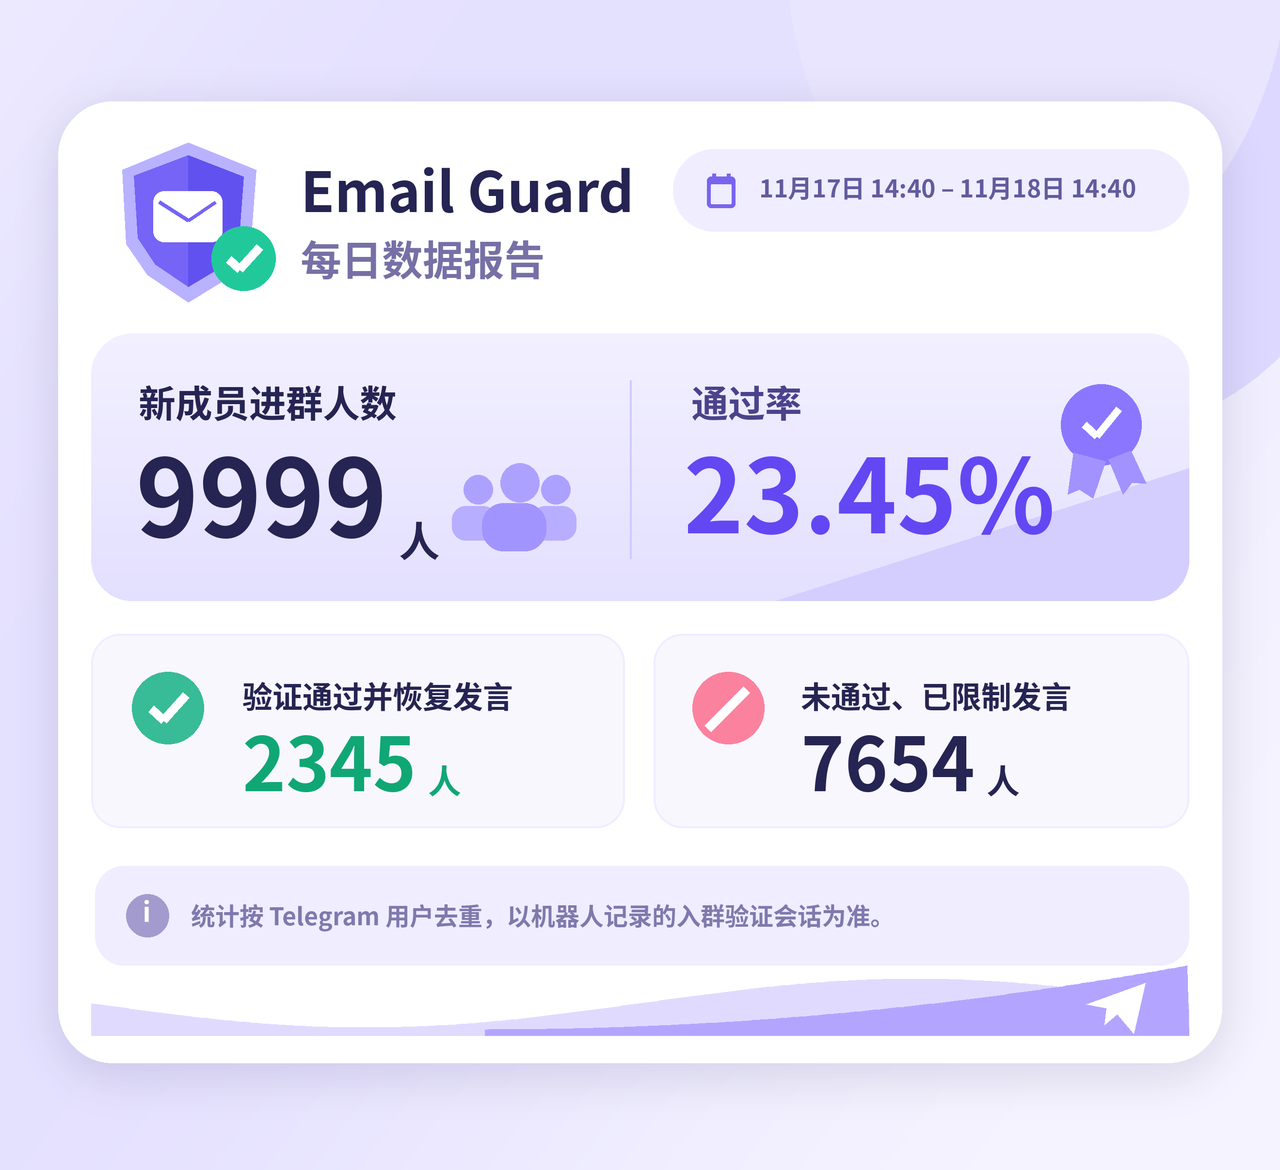 Email Guard
每日数据报告
11月17日 14:40 – 11月18日 14:40
新成员进群人数
9999 人
通过率
23.45%
验证通过并恢复发言
2345 人
未通过、已限制发言
7654 人
i 统计按 Telegram 用户去重，以机器人记录的入群验证会话为准。